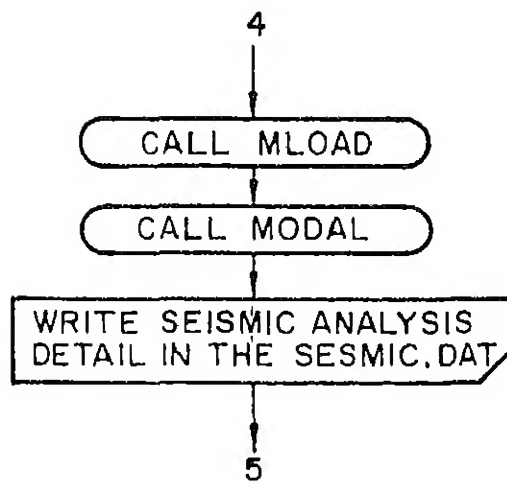 4
CALL MLOAD
CALL MODAL
WRITE SEISMIC ANALYSIS
DETAIL IN THE SESMIC.DAT
5